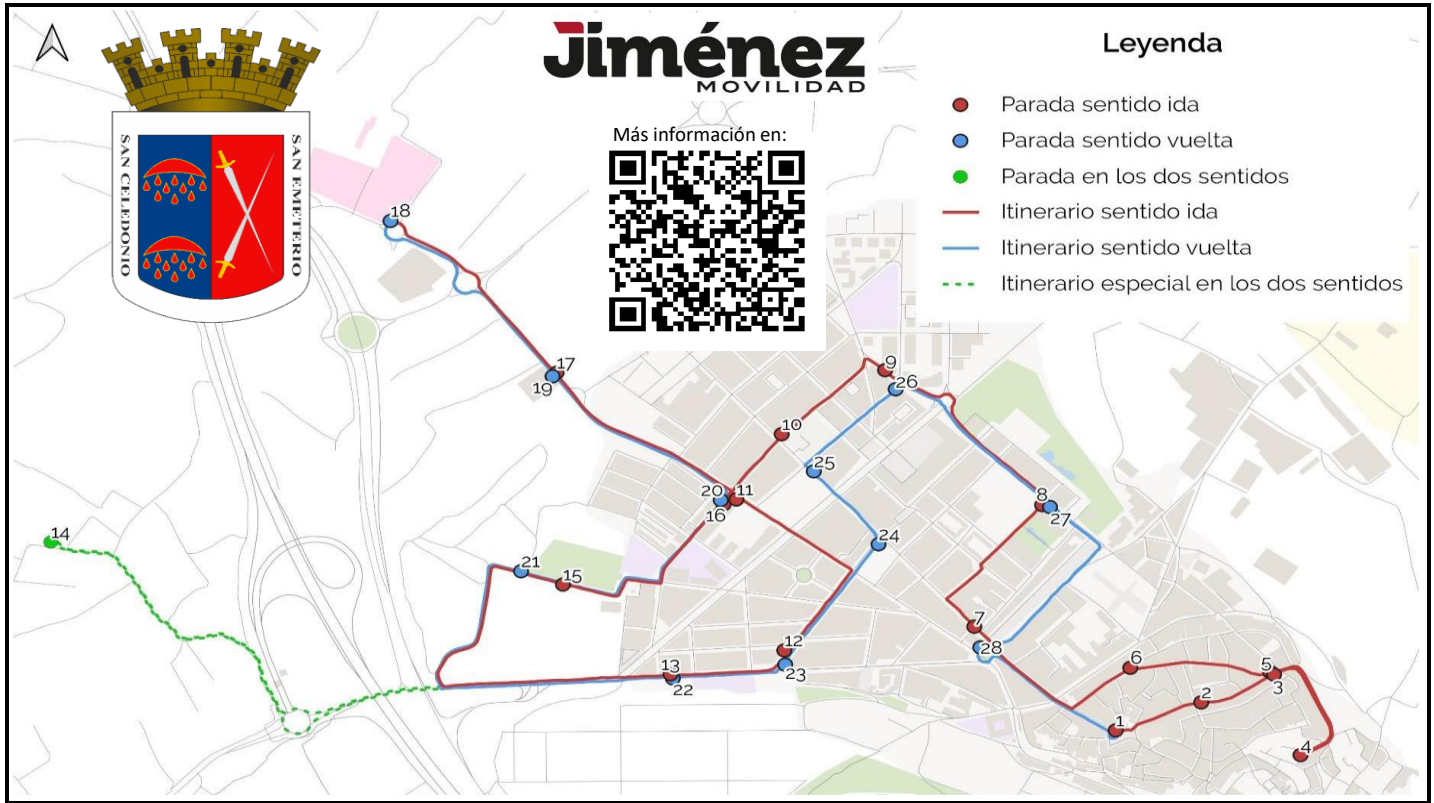 Jiménez
MOVILIDAD
Más información en:
SAN CELEDONIO
SAN EMETERIO
Leyenda
Parada sentido ida
Parada sentido vuelta
Parada en los dos sentidos
Itinerario sentido ida
Itinerario sentido vuelta
Itinerario especial en los dos sentidos
18
17
19
9
26
10
25
20
11
16
8
27
14
24
21
15
7
28
12
23
13
22
6
5
3
2
1
4